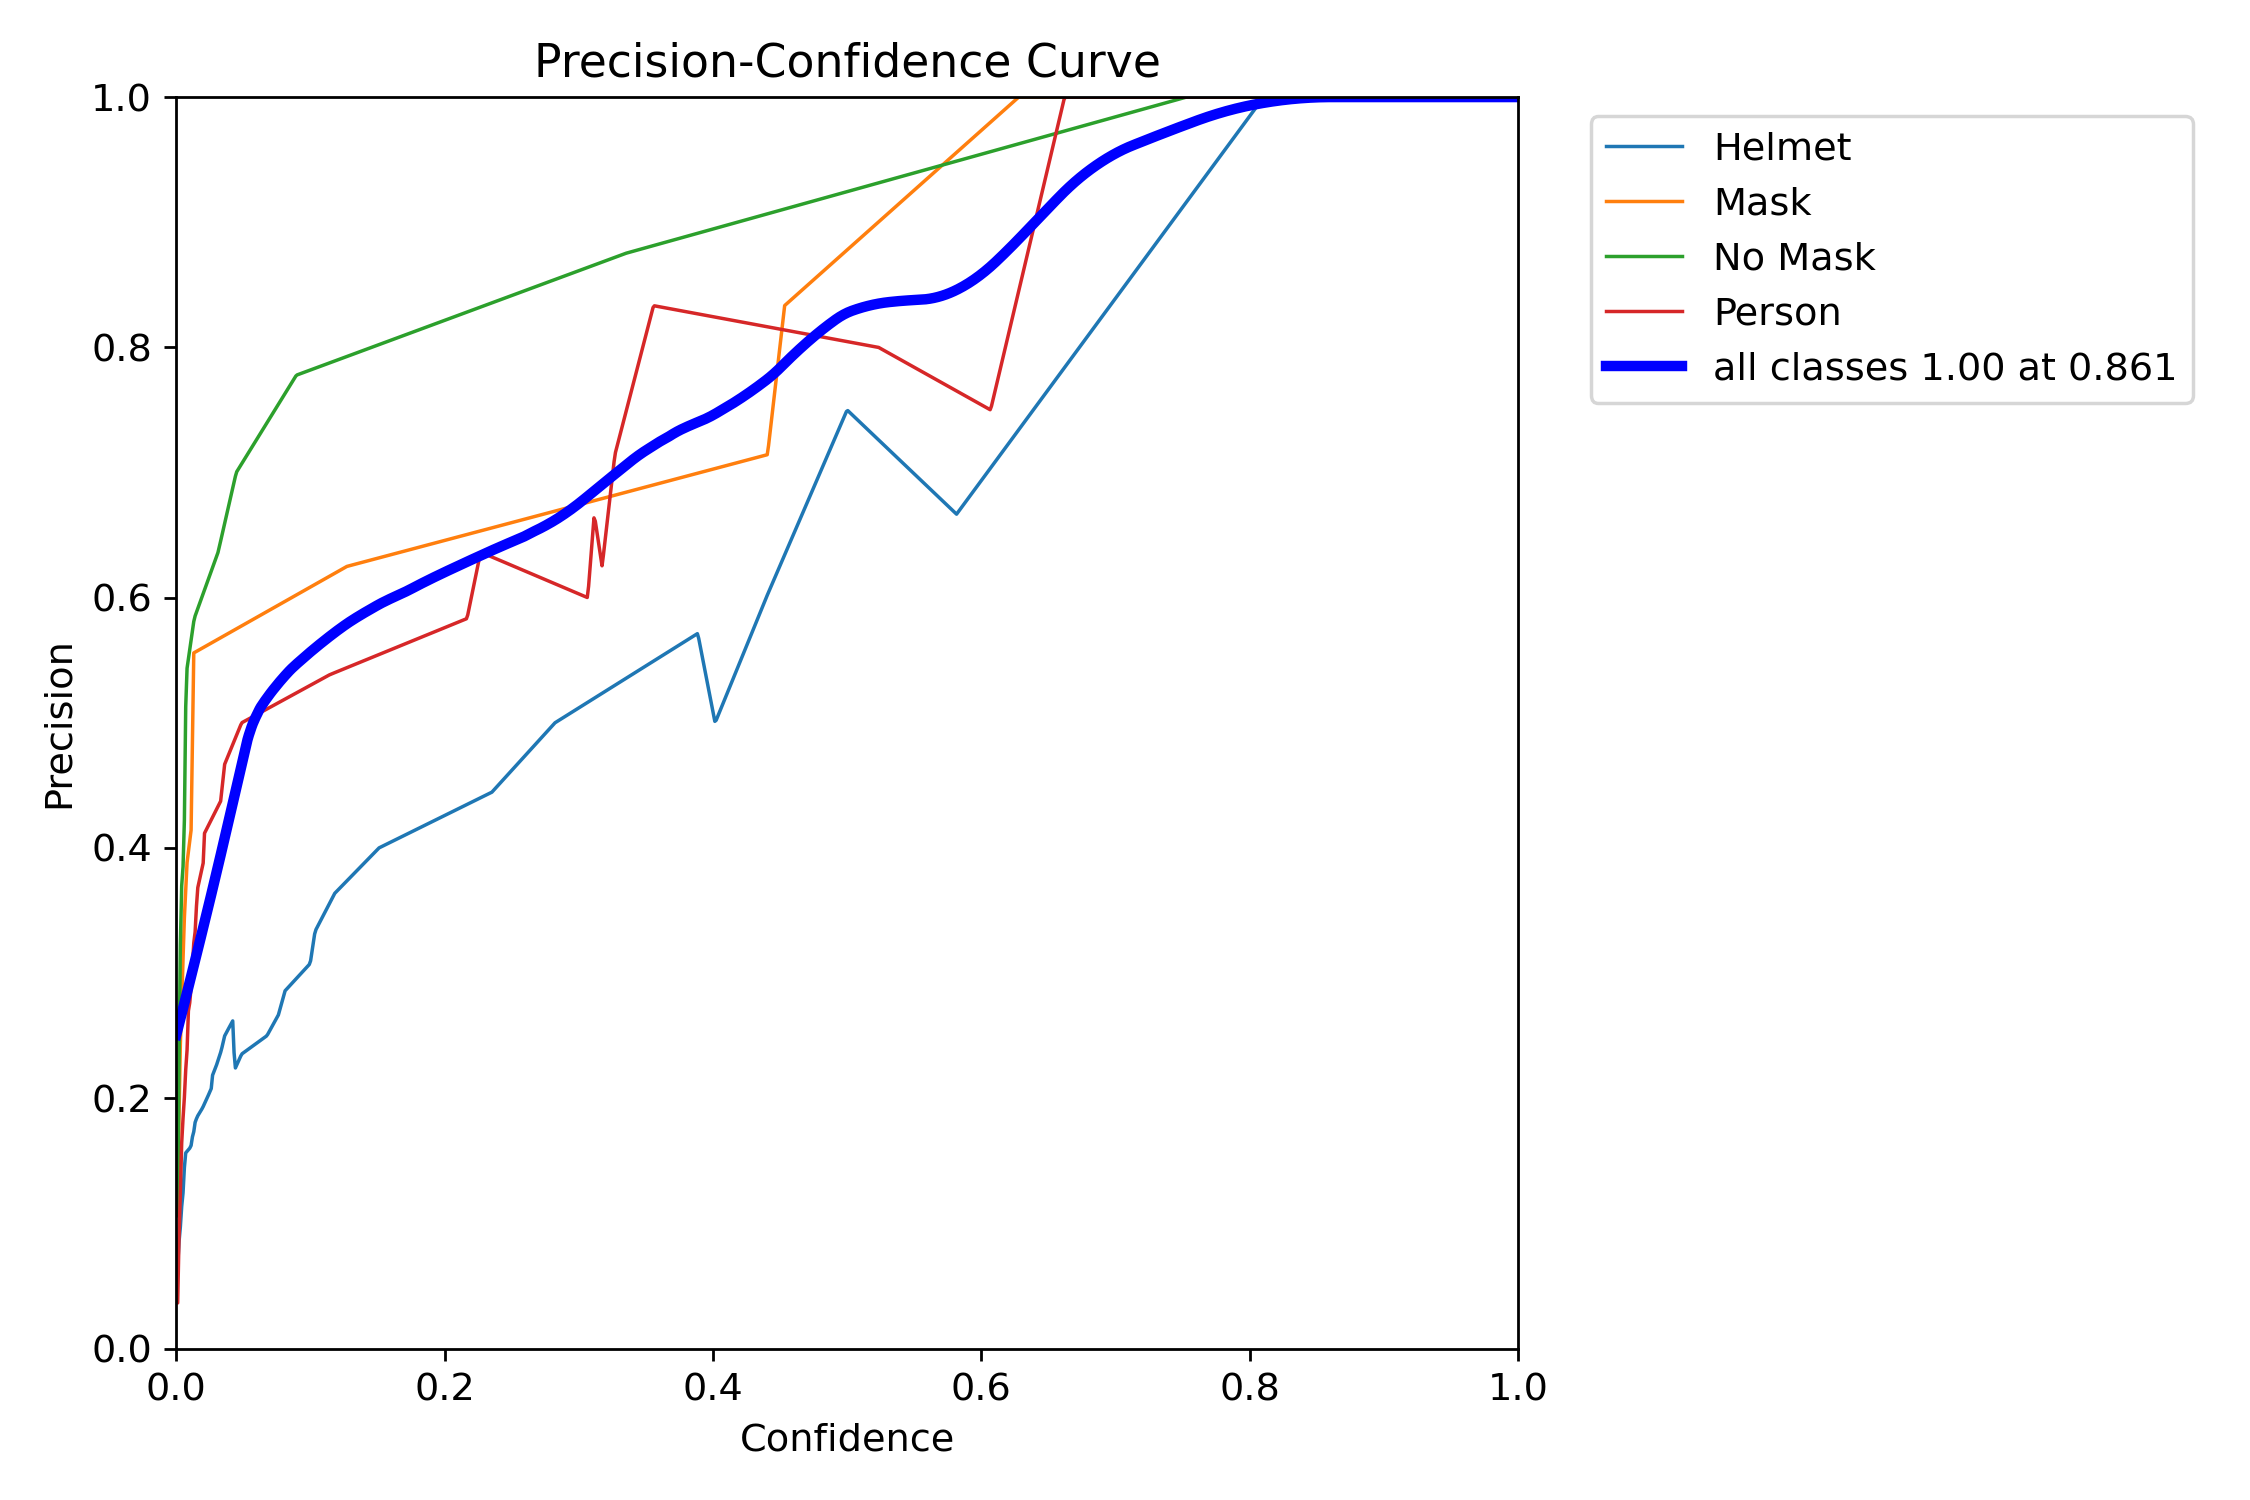 Precision-Confidence Curve
1.0
0.8
0.6
0.4
0.2
0.0
Precision
0.0 0.2 0.4 0.6 0.8 1.0
Confidence
Helmet
Mask
No Mask
Person
all classes 1.00 at 0.861